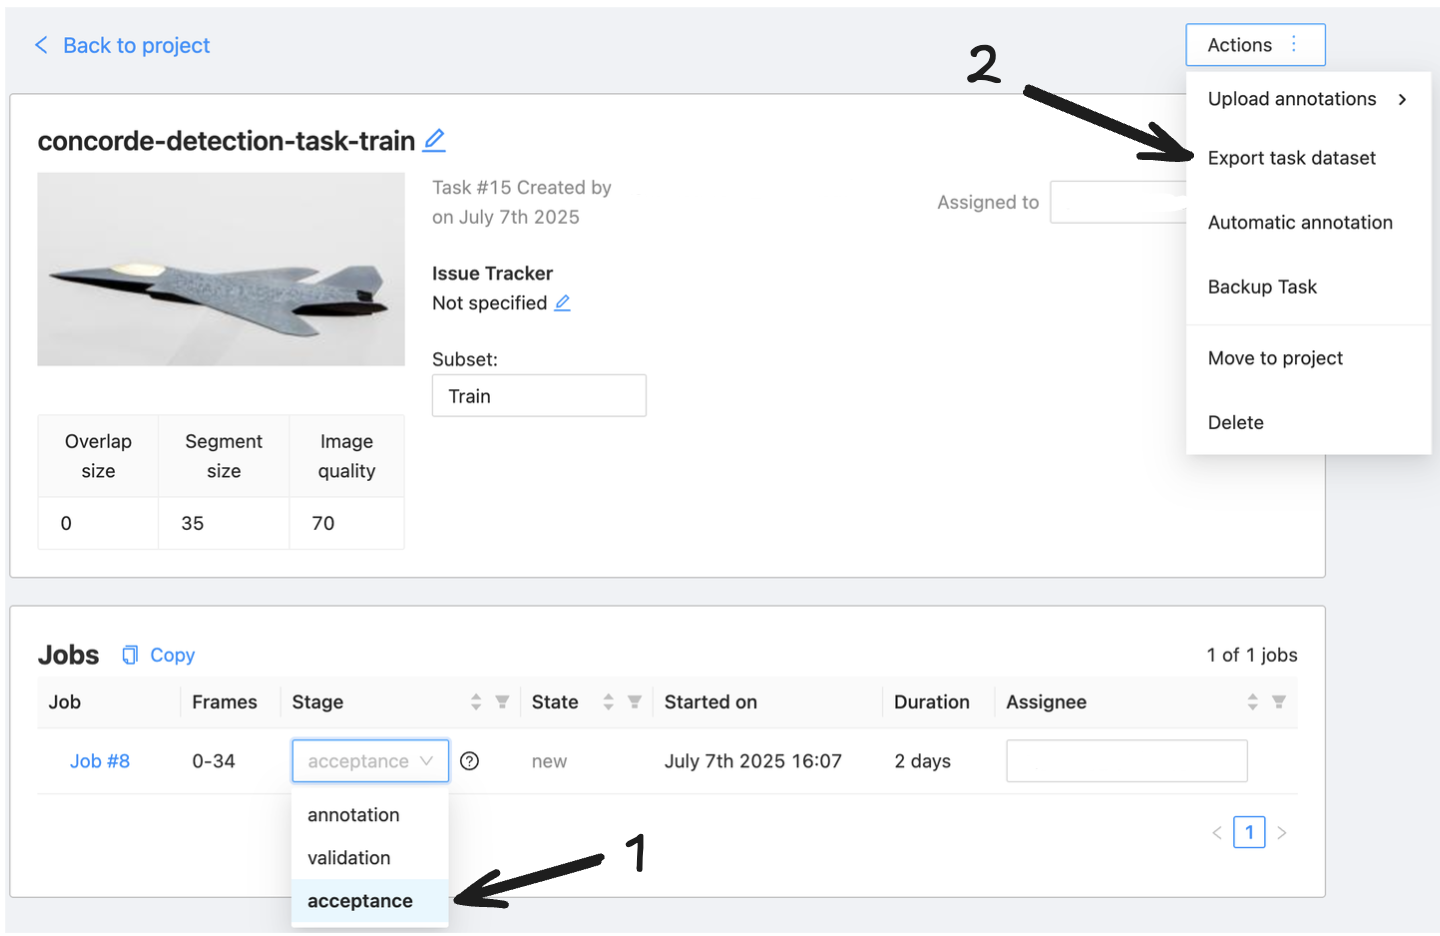 Back to project
Actions
2
Upload annotations
Export task dataset
Automatic annotation
Backup Task
Move to project
Delete
concorde-detection-task-train
Task #15 Created by
on July 7th 2025
Assigned to
Issue Tracker
Not specified
Subset:
Train
Overlap size
Segment size
Image quality
0 35 70
Jobs Copy
1 of 1 jobs
Job Frames Stage State Started on Duration Assignee
Job #8 0-34 acceptance ? new July 7th 2025 16:07 2 days
annotation
validation
acceptance
1
1